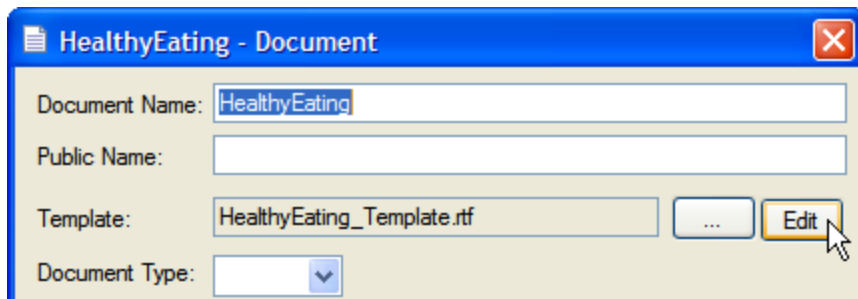 HealthyEating - Document
Document Name: HealthyEating
Public Name:
Template: HealthyEating_Template.rtf ... Edit
Document Type: